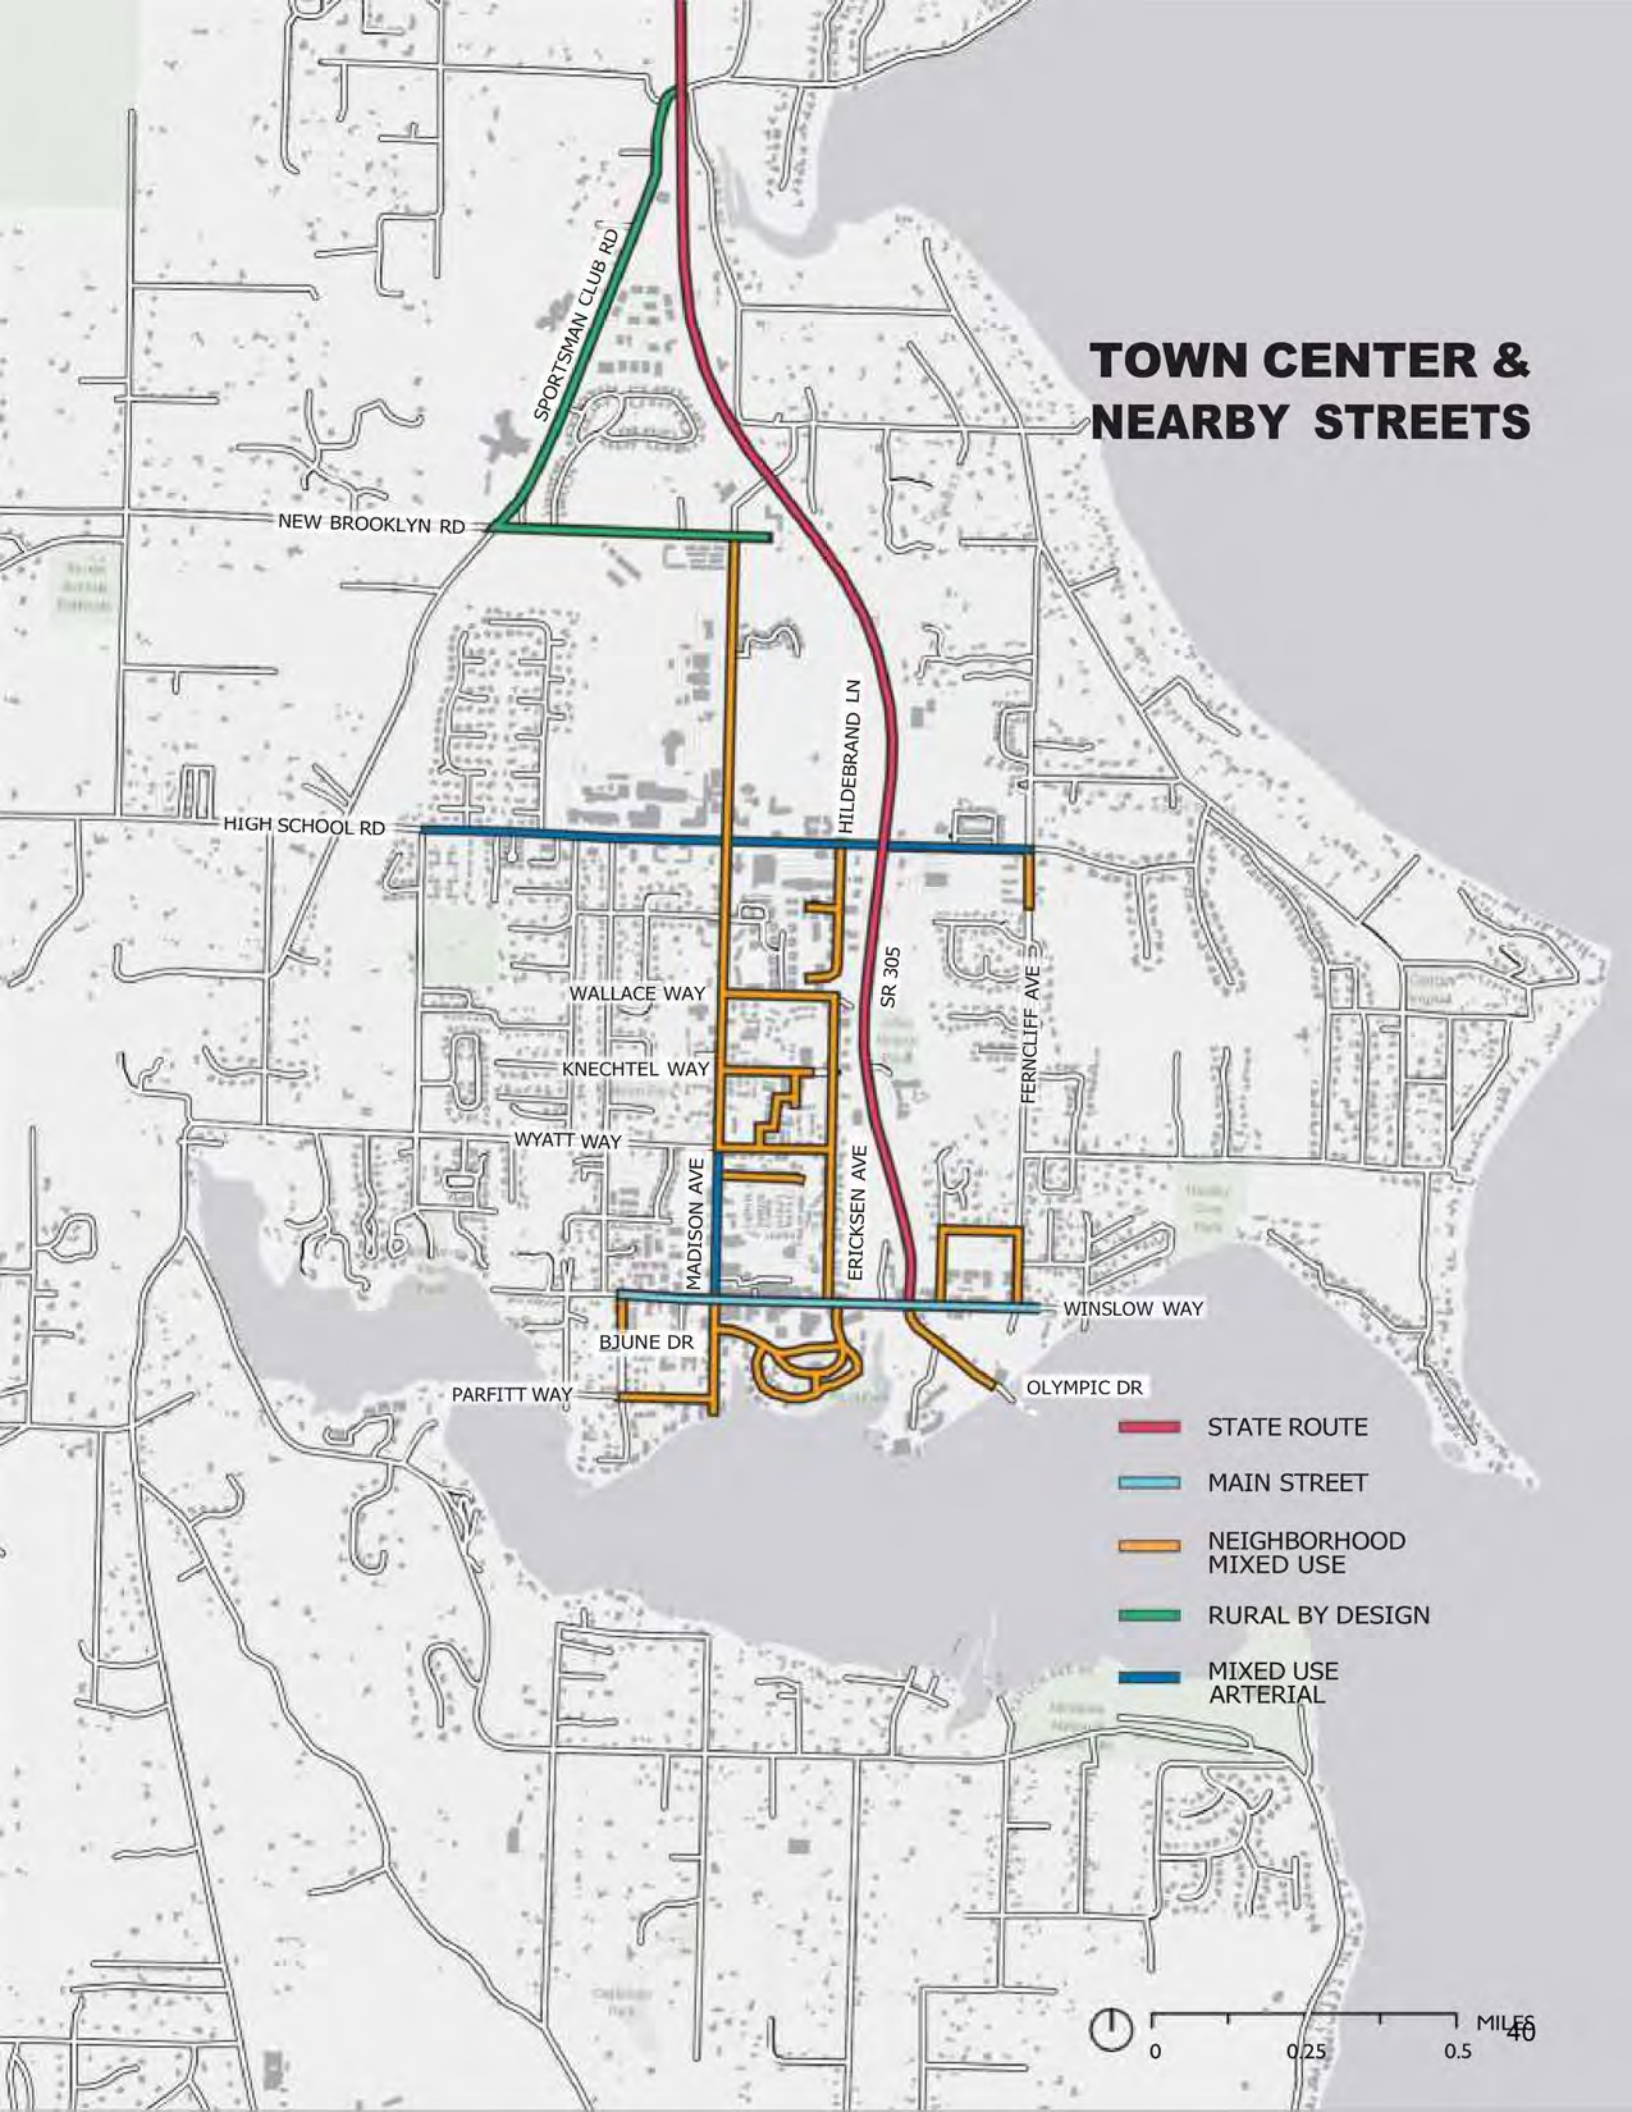 SPORTSMAN CLUB RD
TOWN CENTER &
NEARBY STREETS
NEW BROOKLYN RD
HILDEBRAND LN
HIGH SCHOOL RD
SR 305
WALLACE WAY
FERNCLIFF AVE
KNECHTEL WAY
WYATT WAY
MADISON AVE
ERICKSEN AVE
WINSLOW WAY
BJUNE DR
OLYMPIC DR
PARFITT WAY
STATE ROUTE
MAIN STREET
NEIGHBORHOOD
MIXED USE
RURAL BY DESIGN
MIXED USE
ARTERIAL
MILES
40
0
0.25
0.5